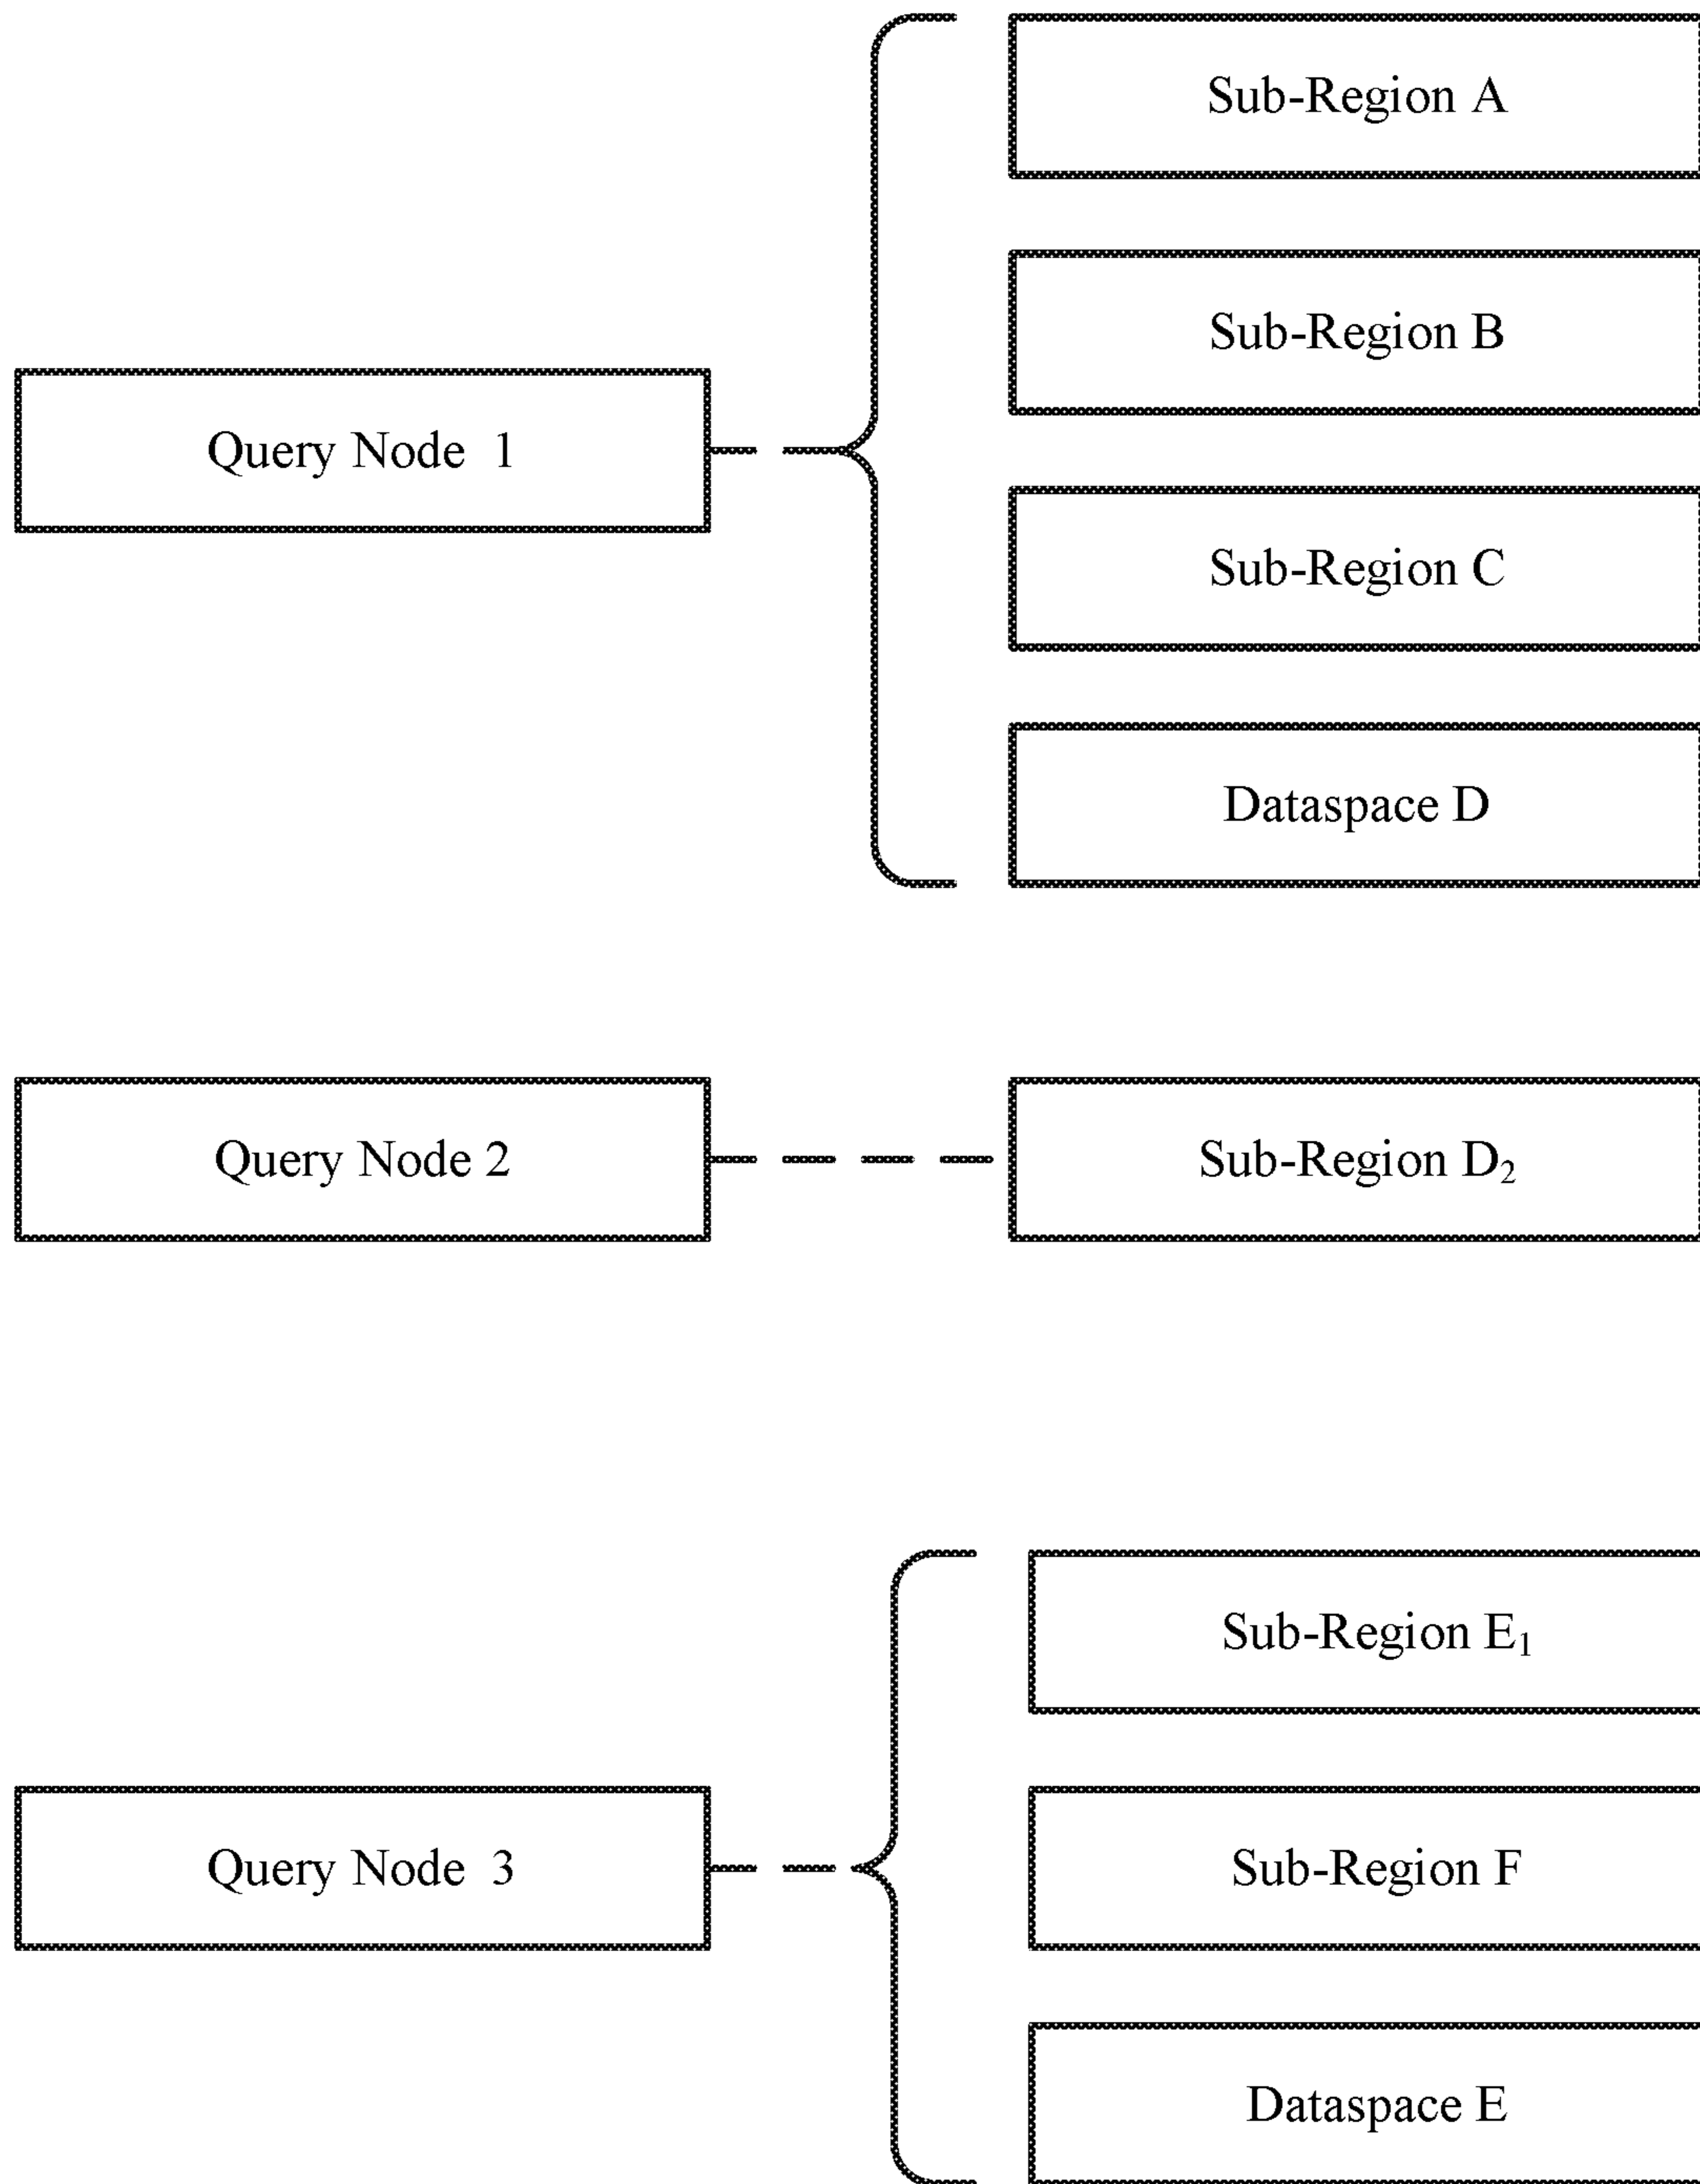 Sub-Region A
Sub-Region B
Query Node 1
Sub-Region C
Dataspace D
Query Node 2
Sub-Region D₂
Sub-Region E₁
Query Node 3
Sub-Region F
Dataspace E